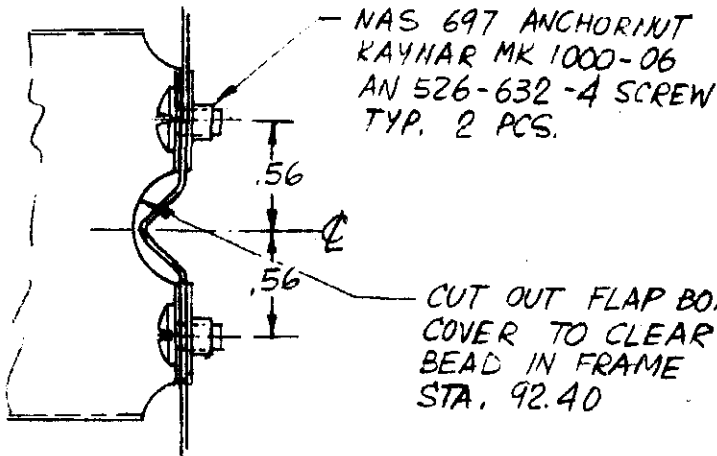 NAS 697 ANCHORNUT
KAYNAR MK 1000-06
AN 526-632-4 SCREW
TYP. 2 PCS.
.56
℄
.56
CUT OUT FLAP BO
COVER TO CLEAR
BEAD IN FRAME
STA. 92.40